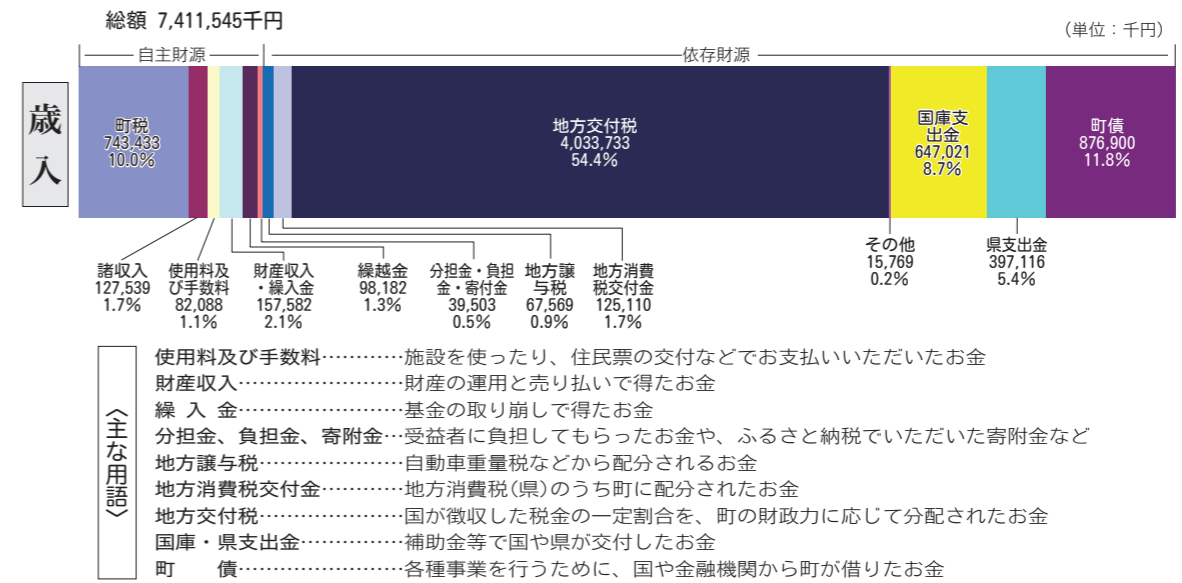 総額 7,411,545千円
(単位：千円)
自主財源
依存財源
歳入
町税
743,433
10.0%
地方交付税
4,033,733
54.4%
国庫支
出金
647,021
8.7%
町債
876,900
11.8%
諸収入
127,539
1.7%
使用料及
び手数料
82,088
1.1%
財産収入
・繰入金
157,582
2.1%
繰越金
98,182
1.3%
分担金・負担
金・寄付金
39,503
0.5%
地方譲
与税
67,569
0.9%
地方消費
税交付金
125,110
1.7%
その他
15,769
0.2%
県支出金
397,116
5.4%
〈主な用語〉
使用料及び手数料…………施設を使ったり、住民票の交付などでお支払いいただいたお金
財産収入……………………財産の運用と売り払いで得たお金
繰 入 金……………………基金の取り崩しで得たお金
分担金、負担金、寄附金…受益者に負担してもらったお金や、ふるさと納税でいただいた寄附金など
地方譲与税…………………自動車重量税などから配分されるお金
地方消費税交付金…………地方消費税(県)のうち町に配分されたお金
地方交付税…………………国が徴収した税金の一定割合を、町の財政力に応じて分配されたお金
国庫・県支出金……………補助金等で国や県が交付したお金
町　　債……………………各種事業を行うために、国や金融機関から町が借りたお金